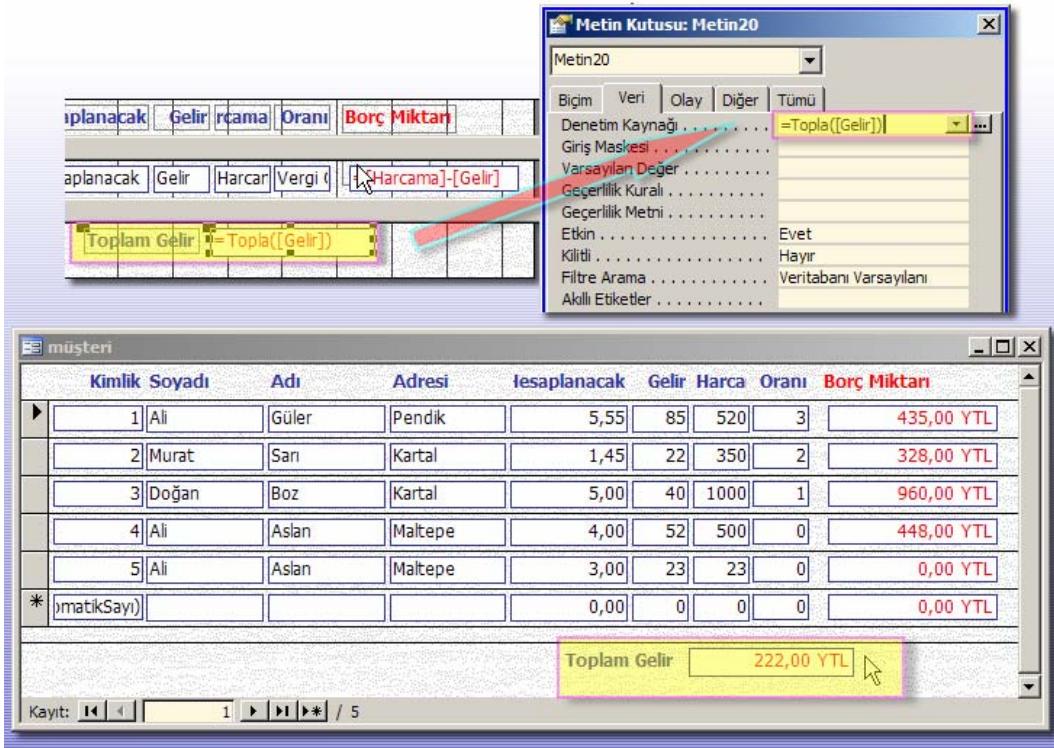 Metin Kutusu: Metin20
Metin20
Biçim Veri Olay Diğer Tümü
Denetim Kaynağı . . . . . . . . . =Topla([Gelir])
Giriş Maskesi . . . . . . . . . . .
Varsayılan Değer . . . . . . . . .
Geçerlilik Kuralı . . . . . . . . . .
Geçerlilik Metni . . . . . . . . . .
Etkin . . . . . . . . . . . . . . . . . Evet
Kilitli . . . . . . . . . . . . . . . . . Hayır
Filtre Arama . . . . . . . . . . . . Veritabanı Varsayılanı
Akıllı Etiketler . . . . . . . . . . .
aplanacak Gelir rcama Oranı Borç Miktarı
aplanacak Gelir Harcar Vergi ( [Harcama]-[Gelir]
Toplam Gelir =Topla([Gelir])
müşteri
Kimlik Soyadı Adı Adresi Hesaplanacak Gelir Harca Oranı Borç Miktarı
1 Ali Güler Pendik 5,55 85 520 3 435,00 YTL
2 Murat Sarı Kartal 1,45 22 350 2 328,00 YTL
3 Doğan Boz Kartal 5,00 40 1000 1 960,00 YTL
4 Ali Aslan Maltepe 4,00 52 500 0 448,00 YTL
5 Ali Aslan Maltepe 3,00 23 23 0 0,00 YTL
* omatikSayı) 0,00 0 0 0 0,00 YTL
Toplam Gelir 222,00 YTL
Kayıt: 1 / 5